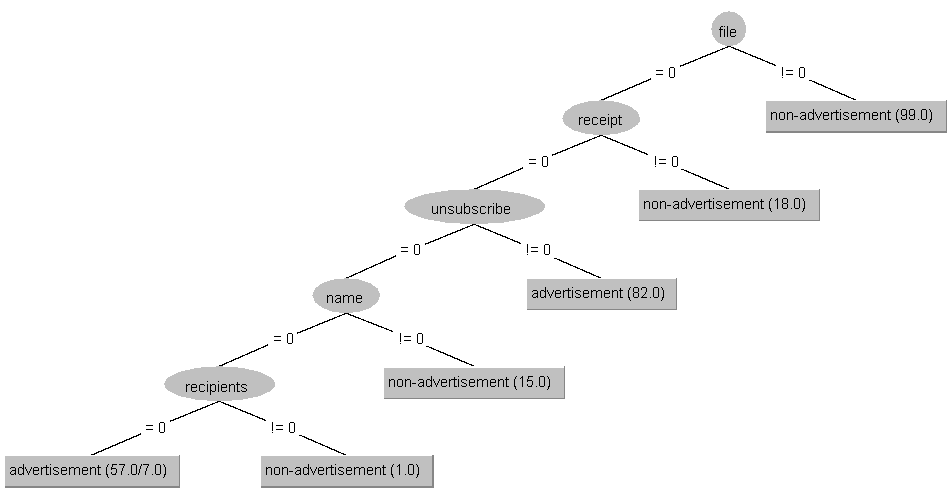 file
= 0
!= 0
receipt
non-advertisement (99.0)
= 0
!= 0
unsubscribe
non-advertisement (18.0)
= 0
!= 0
name
advertisement (82.0)
= 0
!= 0
recipients
non-advertisement (15.0)
= 0
!= 0
advertisement (57.0/7.0)
non-advertisement (1.0)